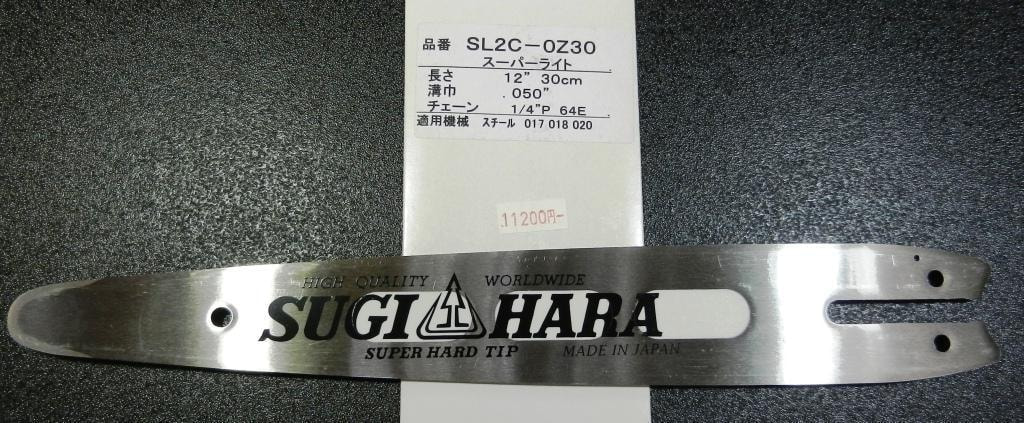 品番 SL2C-0Z30
スーパーライト
長さ 12" 30cm
溝巾 .050"
チェーン 1/4"P 64E
適用機械 スチール 017 018 020
11200円-
HIGH QUALITY WORLDWIDE
SUGI HARA
SUPER HARD TIP MADE IN JAPAN